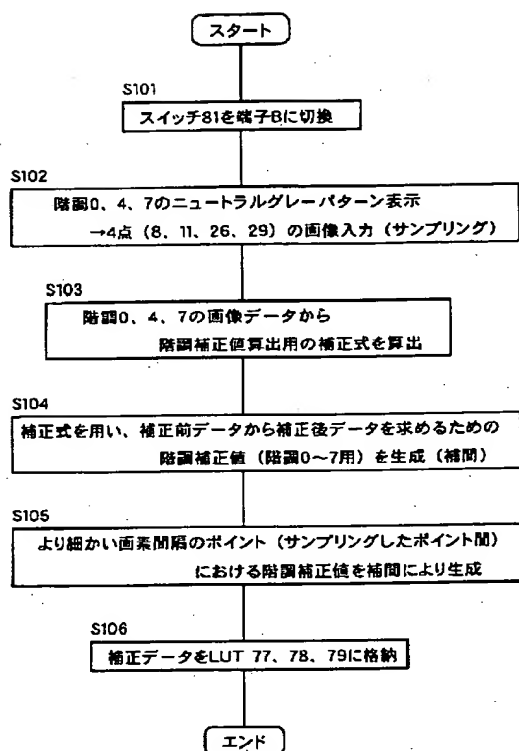 スタート
S101
スイッチ81を端子Bに切換
S102
階調0、4、7のニュートラルグレーパターン表示
→4点（8、11、26、29）の画像入力（サンプリング）
S103
階調0、4、7の画像データから
階調補正値算出用の補正式を算出
S104
補正式を用い、補正前データから補正後データを求めるための
階調補正値（階調0～7用）を生成（補間）
S105
より細かい画素間隔のポイント（サンプリングしたポイント間）
における階調補正値を補間により生成
S106
補正データをLUT 77、78、79に格納
エンド